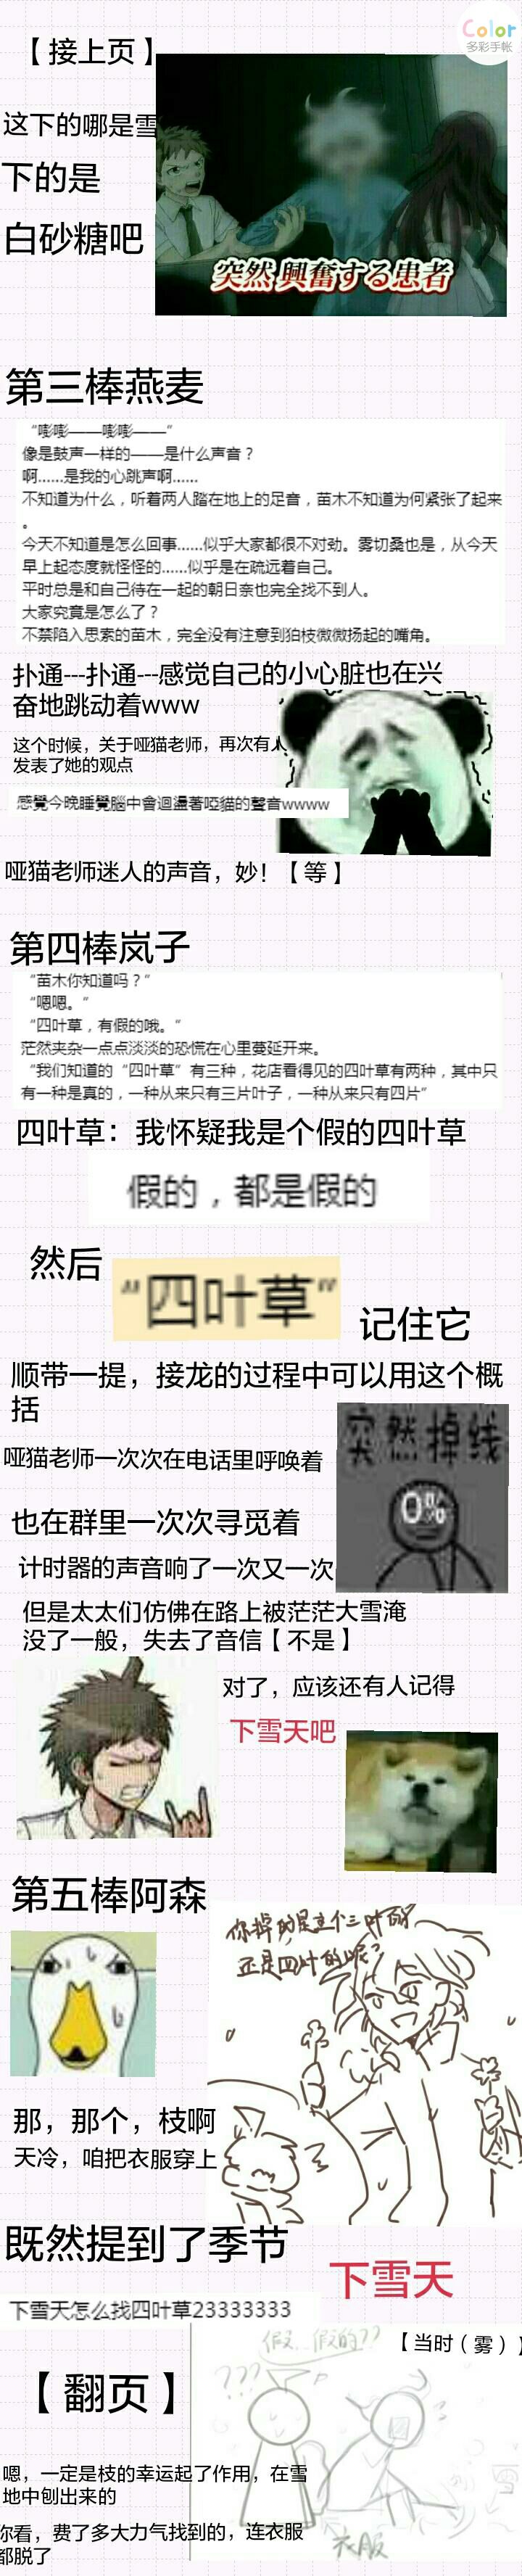 Color
多彩手帐
【接上页】
这下的哪是雪
下的是
白砂糖吧
突然 興奮する患者
第三棒燕麦
“嘭嘭——嘭嘭——”
像是鼓声一样的——是什么声音？
啊……是我的心跳声啊……
不知道为什么，听着两人踏在地上的足音，苗木不知道为何紧张了起来
。
今天不知道是怎么回事……似乎大家都很不对劲。雾切桑也是，从今天
早上起态度就怪怪的……似乎是在疏远着自己。
平时总是和自己待在一起的朝日奈也完全找不到人。
大家究竟是怎么了？
不禁陷入思索的苗木，完全没有注意到狛枝微微扬起的嘴角。
扑通---扑通---感觉自己的小心脏也在兴
奋地跳动着www
这个时候，关于哑猫老师，再次有人
发表了她的观点
感覺今晚睡覺腦中會迴盪著啞貓的聲音wwww
哑猫老师迷人的声音，妙！【等】
第四棒岚子
“苗木你知道吗？”
“嗯嗯。”
“四叶草，有假的哦。”
茫然夹杂一点点淡淡的恐慌在心里蔓延开来。
“我们知道的“四叶草”有三种，花店看得见的四叶草有两种，其中只
有一种是真的，一种从来只有三片叶子，一种从来只有四片”
四叶草：我怀疑我是个假的四叶草
假的，都是假的
然后
“四叶草”
记住它
顺带一提，接龙的过程中可以用这个概
括
突然掉线
0%
哑猫老师一次次在电话里呼唤着
也在群里一次次寻觅着
计时器的声音响了一次又一次
但是太太们仿佛在路上被茫茫大雪淹
没了一般，失去了音信【不是】
对了，应该还有人记得
下雪天吧
第五棒阿森
你掉的是这个三叶的
还是四叶的呢？
那，那个，枝啊
天冷，咱把衣服穿上
既然提到了季节
下雪天
下雪天怎么找四叶草23333333
【当时（雾）】
假、假的??
???
【翻页】
嗯，一定是枝的幸运起了作用，在雪
地中刨出来的
你看，费了多大力气找到的，连衣服
都脱了
雪
衣服